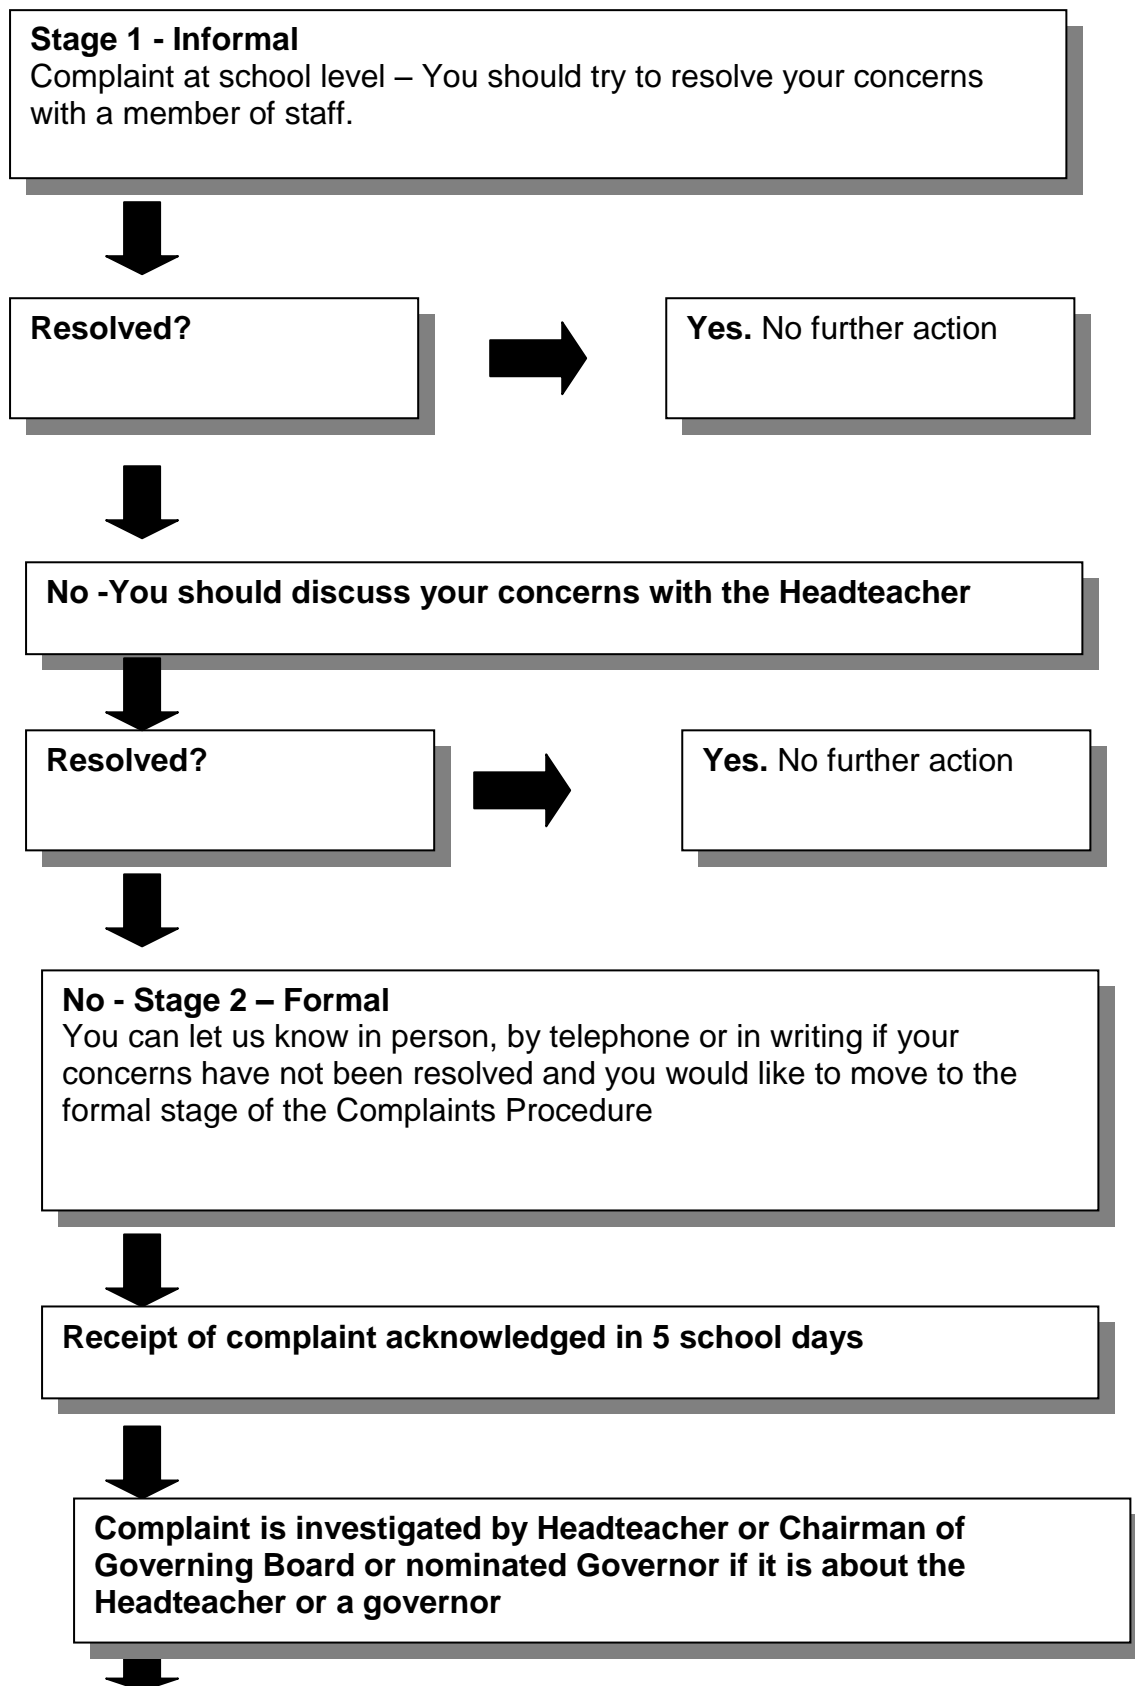 Stage 1 - Informal
Complaint at school level – You should try to resolve your concerns
with a member of staff.
Resolved?
Yes. No further action
No -You should discuss your concerns with the Headteacher
Resolved?
Yes. No further action
No - Stage 2 – Formal
You can let us know in person, by telephone or in writing if your
concerns have not been resolved and you would like to move to the
formal stage of the Complaints Procedure
Receipt of complaint acknowledged in 5 school days
Complaint is investigated by Headteacher or Chairman of
Governing Board or nominated Governor if it is about the
Headteacher or a governor